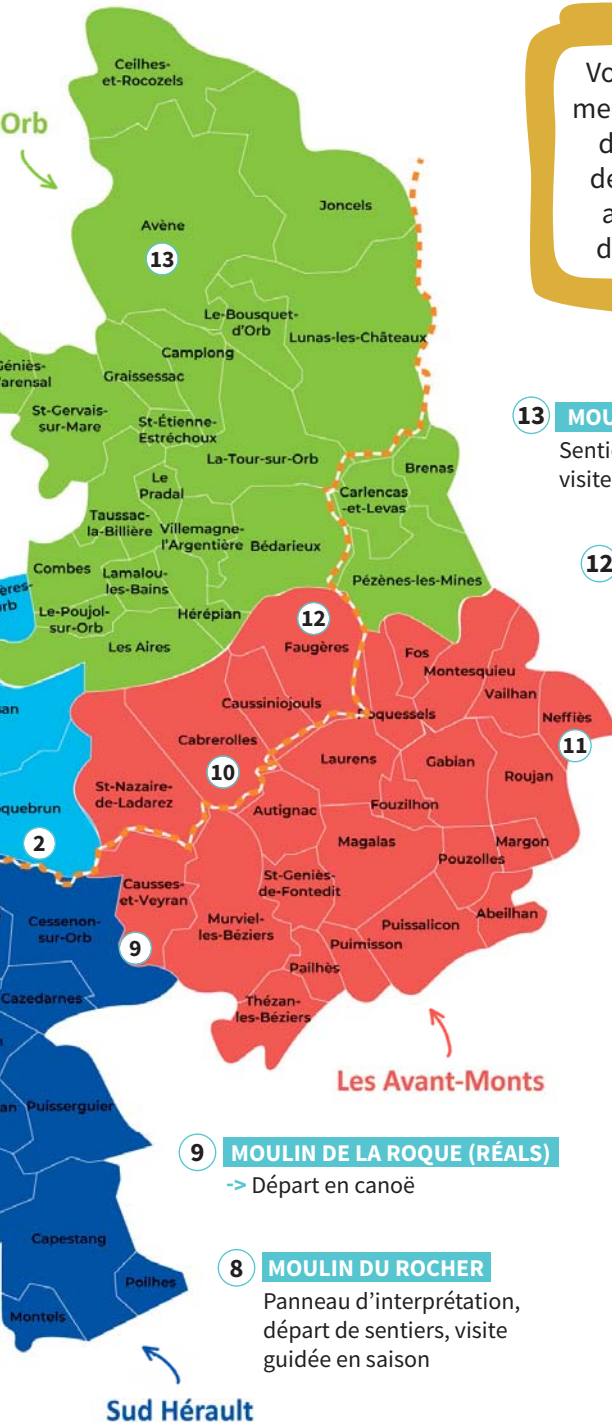 Orb
Ceilhes-
et-Rocozels
Joncels
Avène
13
Le-Bousquet-
d'Orb
Lunas-les-Châteaux
Camplong
Graissessac
St-Gervais-
sur-Mare
St-Étienne-
Estréchoux
La-Tour-sur-Orb
Brenas
Le
Pradal
Carlencas
-et-Levas
Taussac-
la-Billière
Villemagne-
l'Argentière
Bédarieux
Combes
Lamalou-
les-Bains
Pézènes-les-Mines
Le-Poujol-
sur-Orb
Hérépian
Les Aires
12
Faugères
Fos
Montesquieu
Vailhan
Neffiès
11
Caussiniojouls
Roquessels
Cabrerolles
10
Laurens
Gabian
Roujan
St-Nazaire-
de-Ladarez
Autignac
Fouzilhon
2
Magalas
Margon
Pouzolles
Causses-
et-Veyran
St-Geniès-
de-Fontedit
Abeilhan
Cessenon-
sur-Orb
9
Murviel-
les-Béziers
Puissalicon
Puimisson
Pailhès
Cazedarnes
Thézan-
les-Béziers
Puisserguier
Les Avant-Monts
Capestang
Poilhes
Montels
Sud Hérault
13 MOU
Senti
visite
12
9 MOULIN DE LA ROQUE (RÉALS)
-> Départ en canoë
8 MOULIN DU ROCHER
Panneau d'interprétation,
départ de sentiers, visite
guidée en saison